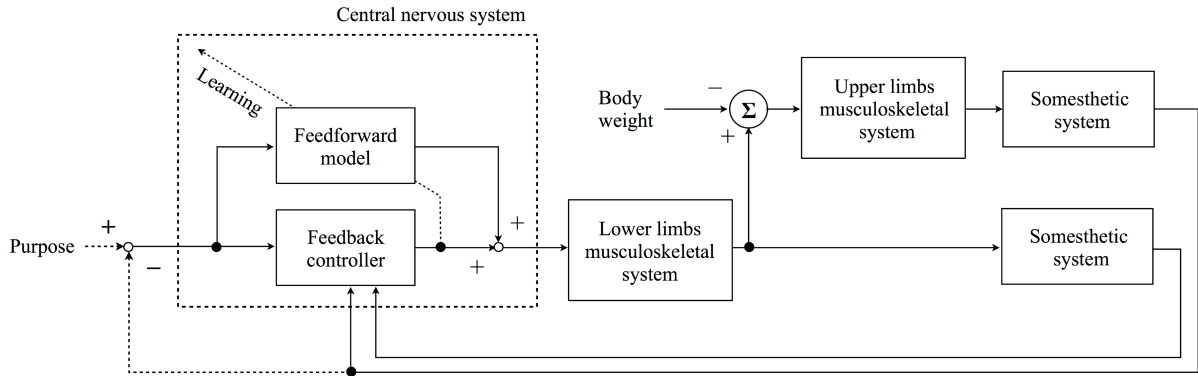 Central nervous system
Learning
Feedforward
model
Body
weight
−
Σ
+
Upper limbs
musculoskeletal
system
Somesthetic
system
Purpose
+
−
Feedback
controller
+
+
Lower limbs
musculoskeletal
system
Somesthetic
system